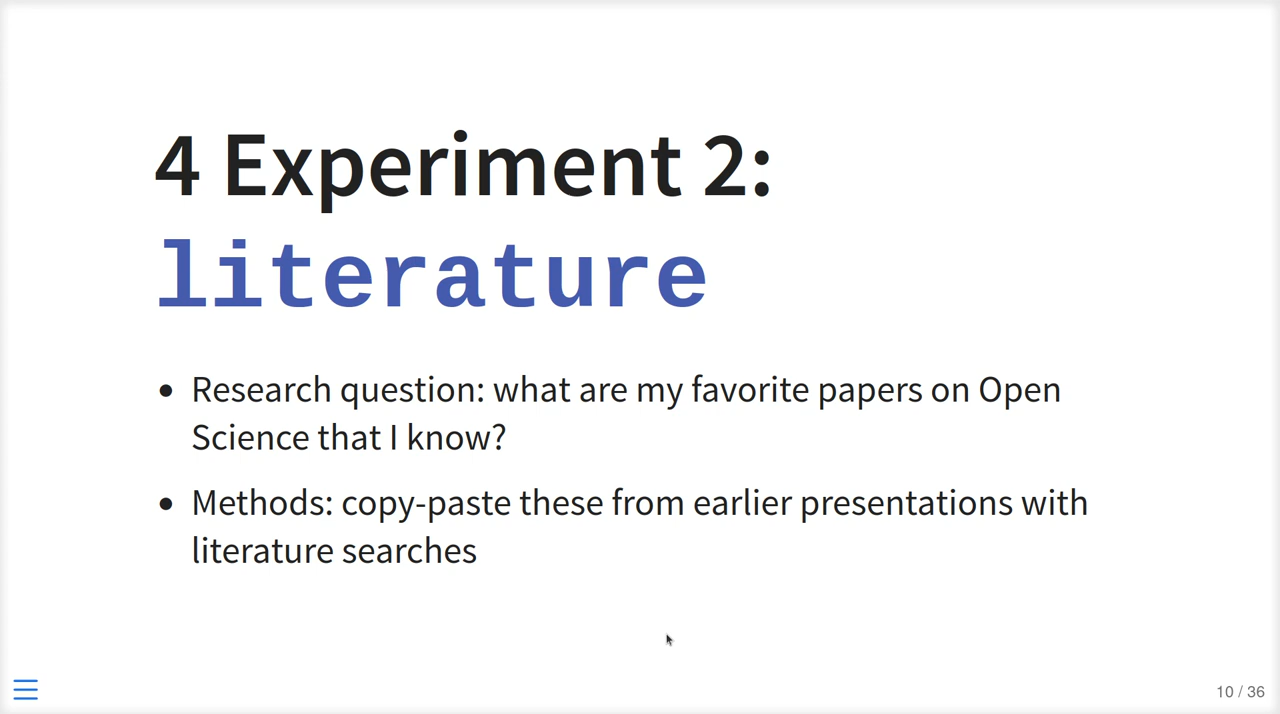 4 Experiment 2:
literature
• Research question: what are my favorite papers on Open
Science that I know?
• Methods: copy-paste these from earlier presentations with
literature searches
10 / 36